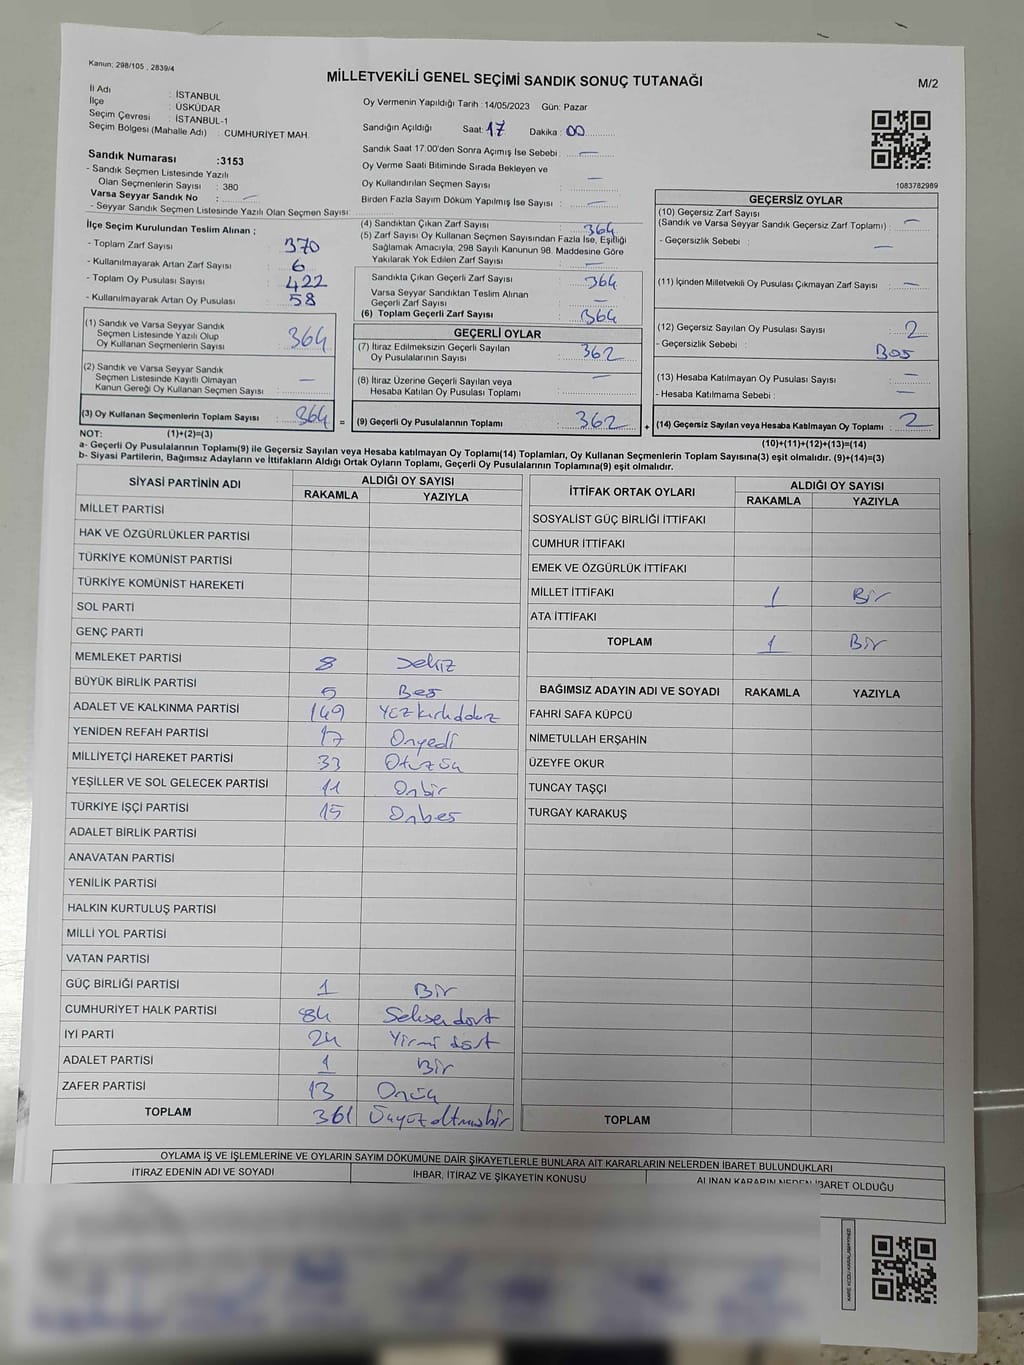 Kanun; 298/105 , 2839/4
MİLLETVEKİLİ GENEL SEÇİMİ SANDIK SONUÇ TUTANAĞI
M/2
İl Adı : İSTANBUL
İlçe : ÜSKÜDAR
Seçim Çevresi : İSTANBUL-1
Seçim Bölgesi (Mahalle Adı) : CUMHURİYET MAH.
Sandık Numarası :3153
- Sandık Seçmen Listesinde Yazılı
Olan Seçmenlerin Sayısı : 380
Varsa Seyyar Sandık No : —
- Seyyar Sandık Seçmen Listesinde Yazılı Olan Seçmen Sayısı
Oy Vermenin Yapıldığı Tarih : 14/05/2023 Gün: Pazar
Sandığın Açıldığı Saat: 17 Dakika : 00
Sandık Saat 17.00'den Sonra Açımış İse Sebebi : —
Oy Verme Saati Bitiminde Sırada Bekleyen ve
Oy Kullandırılan Seçmen Sayısı : —
Birden Fazla Sayım Döküm Yapılmış İse Sayısı : —
1083782989
İlçe Seçim Kurulundan Teslim Alınan ;
- Toplam Zarf Sayısı : 370
- Kullanılmayarak Artan Zarf Sayısı : 6
- Toplam Oy Pusulası Sayısı : 422
- Kullanılmayarak Artan Oy Pusulası : 58
(1) Sandık ve Varsa Seyyar Sandık
Seçmen Listesinde Yazılı Olup
Oy Kullanan Seçmenlerin Sayısı : 364
(2) Sandık ve Varsa Seyyar Sandık
Seçmen Listesinde Kayıtlı Olmayan
Kanun Gereği Oy Kullanan Seçmen Sayısı : —
(3) Oy Kullanan Seçmenlerin Toplam Sayısı : 364
(1)+(2)=(3)
(4) Sandıktan Çıkan Zarf Sayısı : 364
(5) Zarf Sayısı Oy Kullanan Seçmen Sayısından Fazla İse, Eşitliği
Sağlamak Amacıyla, 298 Sayılı Kanunun 98. Maddesine Göre
Yakılarak Yok Edilen Zarf Sayısı : —
Sandıkta Çıkan Geçerli Zarf Sayısı : 364
Varsa Seyyar Sandıktan Teslim Alınan
Geçerli Zarf Sayısı : —
(6) Toplam Geçerli Zarf Sayısı : 364
GEÇERLİ OYLAR
(7) İtiraz Edilmeksizin Geçerli Sayılan
Oy Pusulalarının Sayısı : 362
(8) İtiraz Üzerine Geçerli Sayılan veya
Hesaba Katılan Oy Pusulası Toplamı : —
= (9) Geçerli Oy Pusulalarının Toplamı : 362
GEÇERSİZ OYLAR
(10) Geçersiz Zarf Sayısı
(Sandık ve Varsa Seyyar Sandık Geçersiz Zarf Toplamı) : —
- Geçersizlik Sebebi : —
(11) İçinden Milletvekili Oy Pusulası Çıkmayan Zarf Sayısı : —
(12) Geçersiz Sayılan Oy Pusulası Sayısı : 2
- Geçersizlik Sebebi : Boş
(13) Hesaba Katılmayan Oy Pusulası Sayısı : —
- Hesaba Katılmama Sebebi : —
+ (14) Geçersiz Sayılan veya Hesaba Katılmayan Oy Toplamı : 2
(10)+(11)+(12)+(13)=(14)
NOT:
a- Geçerli Oy Pusulalarının Toplamı(9) ile Geçersiz Sayılan veya Hesaba katılmayan Oy Toplamı(14) Toplamları, Oy Kullanan Seçmenlerin Toplam Sayısına(3) eşit olmalıdır. (9)+(14)=(3)
b- Siyasi Partilerin, Bağımsız Adayların ve İttifakların Aldığı Ortak Oyların Toplamı, Geçerli Oy Pusulalarının Toplamına(9) eşit olmalıdır.
SİYASİ PARTİNİN ADI ALDIĞI OY SAYISI
RAKAMLA YAZIYLA
MİLLET PARTİSİ
HAK VE ÖZGÜRLÜKLER PARTİSİ
TÜRKİYE KOMÜNİST PARTİSİ
TÜRKİYE KOMÜNİST HAREKETİ
SOL PARTİ
GENÇ PARTİ
MEMLEKET PARTİSİ 8 Sekiz
BÜYÜK BİRLİK PARTİSİ 5 Beş
ADALET VE KALKINMA PARTİSİ 149 Yüzkırkdokuz
YENİDEN REFAH PARTİSİ 17 Onyedi
MİLLİYETÇİ HAREKET PARTİSİ 33 Otuzüç
YEŞİLLER VE SOL GELECEK PARTİSİ 11 Onbir
TÜRKİYE İŞÇİ PARTİSİ 15 Onbeş
ADALET BİRLİK PARTİSİ
ANAVATAN PARTİSİ
YENİLİK PARTİSİ
HALKIN KURTULUŞ PARTİSİ
MİLLİ YOL PARTİSİ
VATAN PARTİSİ
GÜÇ BİRLİĞİ PARTİSİ 1 Bir
CUMHURİYET HALK PARTİSİ 84 Seksen dört
İYİ PARTİ 24 Yirmi dört
ADALET PARTİSİ 1 Bir
ZAFER PARTİSİ 13 Onüç
TOPLAM 361 Üçyüzaltmışbir
İTTİFAK ORTAK OYLARI ALDIĞI OY SAYISI
RAKAMLA YAZIYLA
SOSYALİST GÜÇ BİRLİĞİ İTTİFAKI
CUMHUR İTTİFAKI
EMEK VE ÖZGÜRLÜK İTTİFAKI
MİLLET İTTİFAKI 1 Bir
ATA İTTİFAKI
TOPLAM 1 Bir
BAĞIMSIZ ADAYIN ADI VE SOYADI RAKAMLA YAZIYLA
FAHRİ SAFA KÜPCÜ
NİMETULLAH ERŞAHİN
ÜZEYFE OKUR
TUNCAY TAŞÇI
TURGAY KARAKUŞ
TOPLAM
OYLAMA İŞ VE İŞLEMLERİNE VE OYLARIN SAYIM DÖKÜMÜNE DAİR ŞİKAYETLERLE BUNLARA AİT KARARLARIN NELERDEN İBARET BULUNDUKLARI
İTİRAZ EDENİN ADI VE SOYADI İHBAR, İTİRAZ VE ŞİKAYETİN KONUSU ALINAN KARARIN NEDEN İBARET OLDUĞU